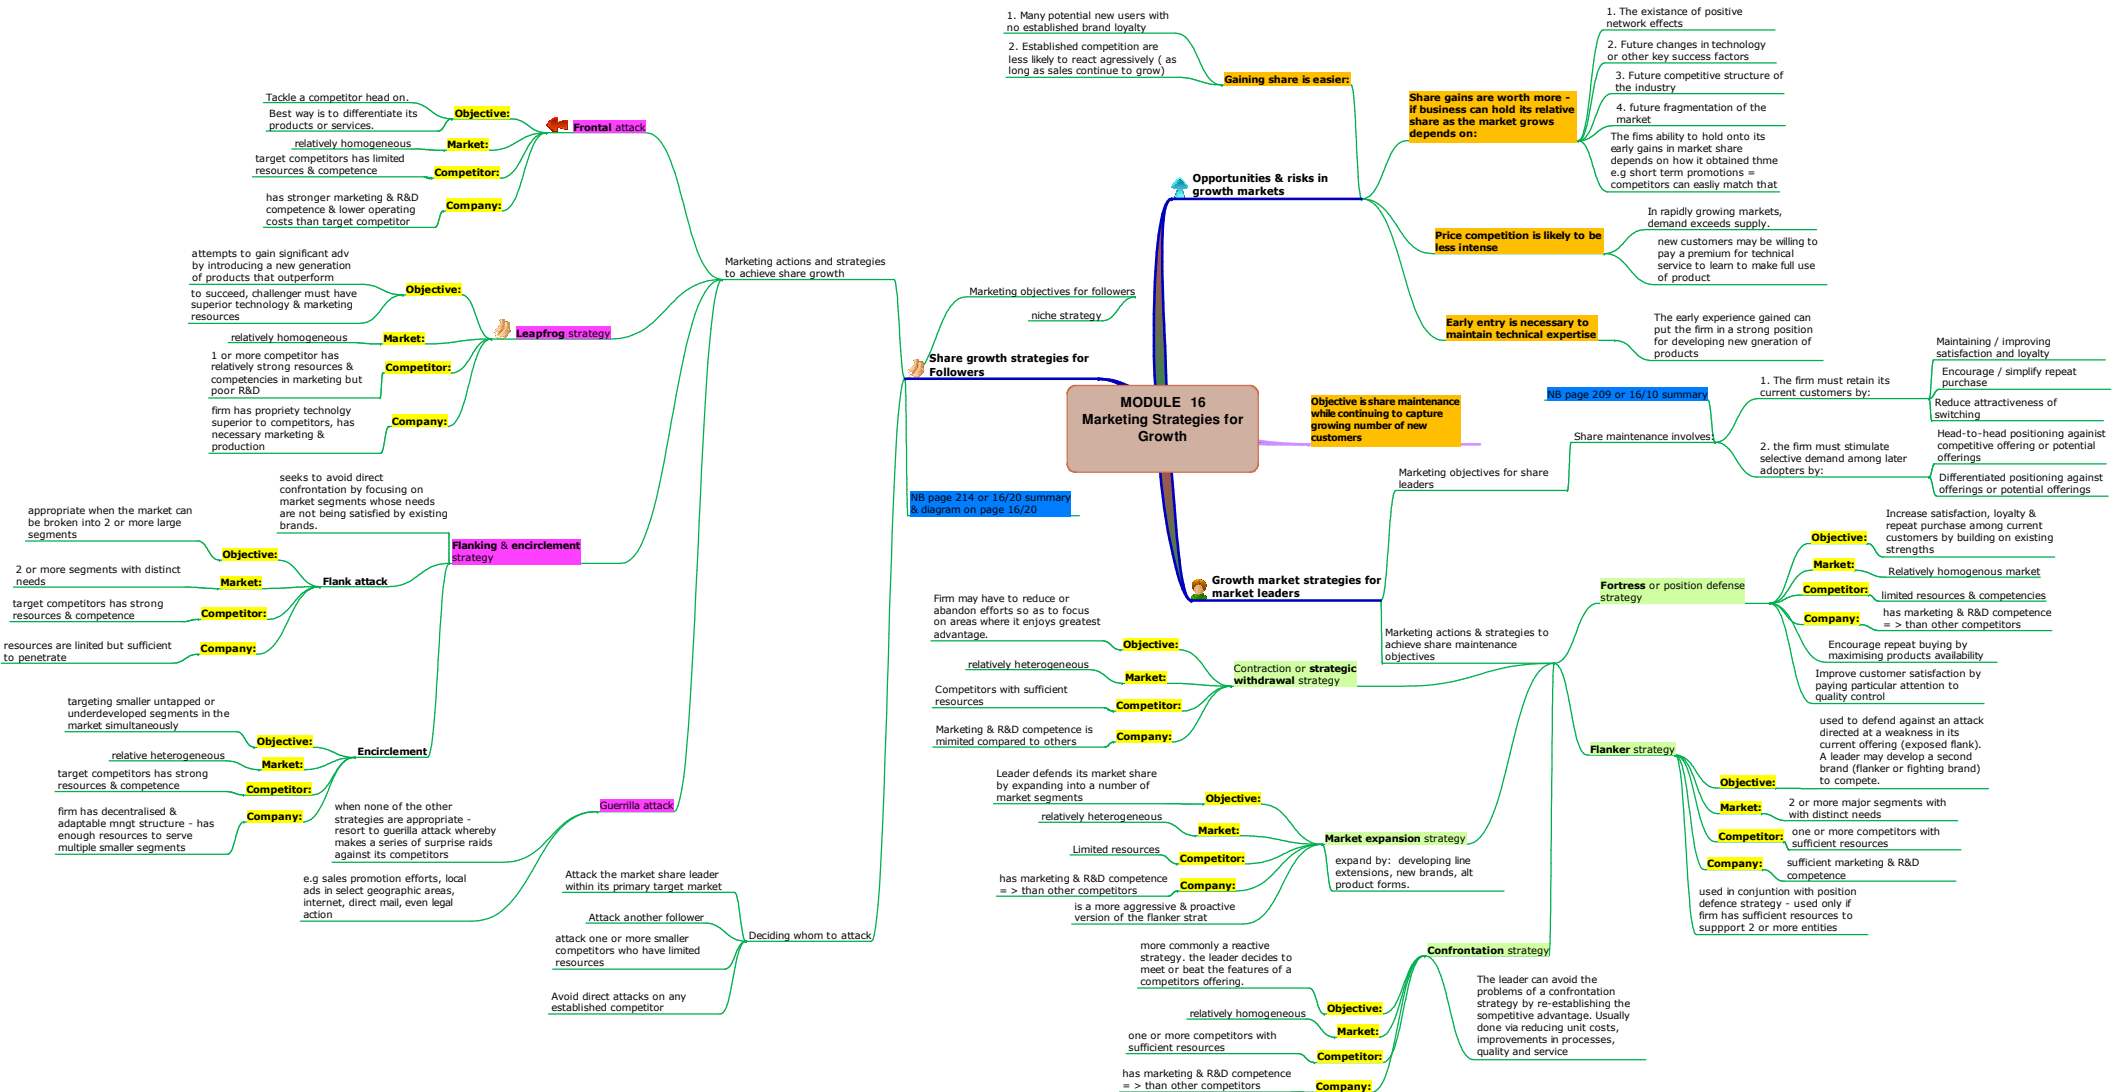 MODULE  16
Marketing Strategies for
Growth
Opportunities & risks in
growth markets
Gaining share is easier:
1. Many potential new users with
no established brand loyalty
2. Established competition are
less likely to react agressively ( as
long as sales continue to grow)
Share gains are worth more -
if business can hold its relative
share as the market grows
depends on:
1. The existance of positive
network effects
2. Future changes in technology
or other key success factors
3. Future competitive structure of
the industry
4. future fragmentation of the
market
The fims ability to hold onto its
early gains in market share
depends on how it obtained thme
e.g short term promotions =
competitors can easliy match that
Price competition is likely to be
less intense
In rapidly growing markets,
demand exceeds supply.
new customers may be willing to
pay a premium for technical
service to learn to make full use
of product
Early entry is necessary to
maintain technical expertise
The early experience gained can
put the firm in a strong position
for developing new gneration of
products
Objective is share maintenance
while continuing to capture
growing number of new
customers
Growth market strategies for
market leaders
Marketing objectives for share
leaders
Share maintenance involves:
NB page 209 or 16/10 summary
1. The firm must retain its
current customers by:
Maintaining / improving
satisfaction and loyalty
Encourage / simplify repeat
purchase
Reduce attractiveness of
switching
2. the firm must stimulate
selective demand among later
adopters by:
Head-to-head positioning againist
competitive offering or potential
offerings
Differentiated positioning against
offerings or potential offerings
Marketing actions & strategies to
achieve share maintenance
objectives
Fortress or position defense
strategy
Objective:
Increase satisfaction, loyalty &
repeat purchase among current
customers by building on existing
strengths
Market:
Relatively homogenous market
Competitor:
limited resources & competencies
Company:
has marketing & R&D competence
= > than other competitors
Encourage repeat buying by
maximising products availability
Improve customer satisfaction by
paying particular attention to
quality control
Flanker strategy
Objective:
used to defend against an attack
directed at a weakness in its
current offering (exposed flank).
A leader may develop a second
brand (flanker or fighting brand)
to compete.
Market:
2 or more major segments with
with distinct needs
Competitor:
one or more competitors with
sufficient resources
Company:
sufficient marketing & R&D
competence
used in conjuntion with position
defence strategy - used only if
firm has sufficient resources to
suppport 2 or more entities
Confrontation strategy
The leader can avoid the
problems of a confrontation
strategy by re-establishing the
sompetitive advantage. Usually
done via reducing unit costs,
improvements in processes,
quality and service
Objective:
more commonly a reactive
strategy. the leader decides to
meet or beat the features of a
competitors offering.
Market:
relatively homogeneous
Competitor:
one or more competitors with
sufficient resources
Company:
has marketing & R&D competence
= > than other competitors
Market expansion strategy
Objective:
Leader defends its market share
by expanding into a number of
market segments
Market:
relatively heterogeneous
Competitor:
Limited resources
Company:
has marketing & R&D competence
= > than other competitors
is a more aggressive & proactive
version of the flanker strat
expand by:  developing line
extensions, new brands, alt
product forms.
Contraction or strategic
withdrawal strategy
Objective:
Firm may have to reduce or
abandon efforts so as to focus
on areas where it enjoys greatest
advantage.
Market:
relatively heterogeneous
Competitor:
Competitors with sufficient
resources
Company:
Marketing & R&D competence is
mimited compared to others
Share growth strategies for
Followers
Marketing objectives for followers
niche strategy
NB page 214 or 16/20 summary
& diagram on page 16/20
Marketing actions and strategies
to achieve share growth
Frontal attack
Objective:
Tackle a competitor head on.
Best way is to differentiate its
products or services.
Market:
relatively homogeneous
Competitor:
target competitors has limited
resources & competence
Company:
has stronger marketing & R&D
competence & lower operating
costs than target competitor
Leapfrog strategy
Objective:
attempts to gain significant adv
by introducing a new generation
of products that outperform
to succeed, challenger must have
superior technology & marketing
resources
Market:
relatively homogeneous
Competitor:
1 or more competitor has
relatively strong resources &
competencies in marketing but
poor R&D
Company:
firm has propriety technolgy
superior to competitors, has
necessary marketing &
production
Flanking & encirclement
strategy
seeks to avoid direct
confrontation by focusing on
market segments whose needs
are not being satisfied by existing
brands.
Flank attack
Objective:
appropriate when the market can
be broken into 2 or more large
segments
Market:
2 or more segments with distinct
needs
Competitor:
target competitors has strong
resources & competence
Company:
resources are linited but sufficient
to penetrate
Encirclement
Objective:
targeting smaller untapped or
underdeveloped segments in the
market simultaneously
Market:
relative heterogeneous
Competitor:
target competitors has strong
resources & competence
Company:
firm has decentralised &
adaptable mngt structure - has
enough resources to serve
multiple smaller segments
Guerrilla attack
when none of the other
strategies are appropriate -
resort to guerilla attack whereby
makes a series of surprise raids
against its competitors
e.g sales promotion efforts, local
ads in select geographic areas,
internet, direct mail, even legal
action
Deciding whom to attack
Attack the market share leader
within its primary target market
Attack another follower
attack one or more smaller
competitors who have limited
resources
Avoid direct attacks on any
established competitor